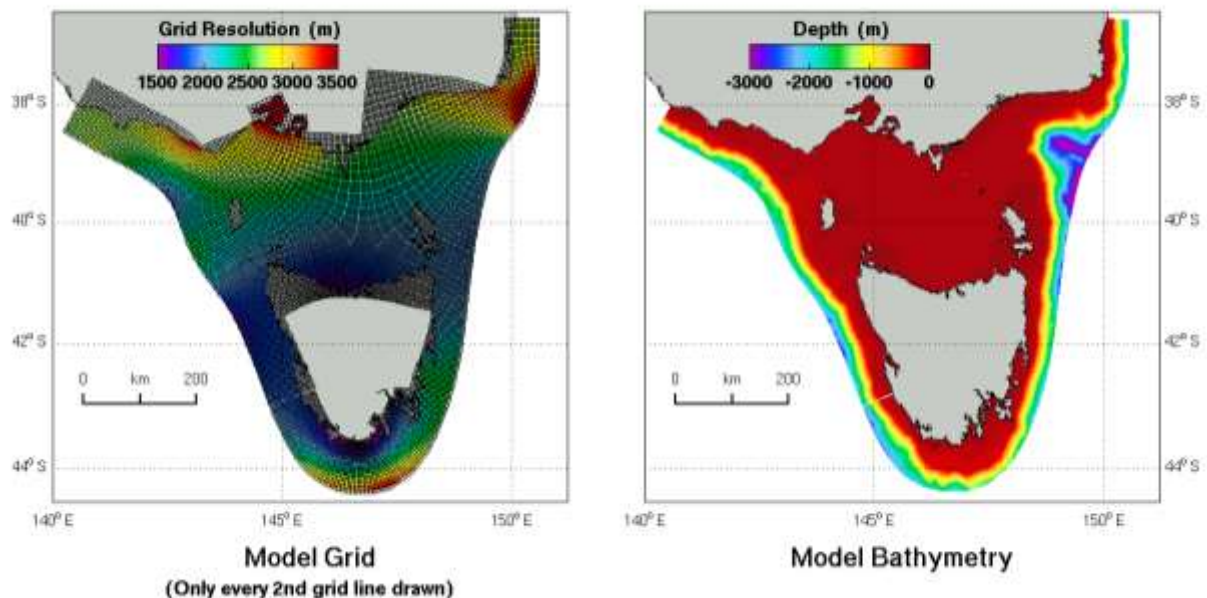 Grid Resolution (m)
1500 2000 2500 3000 3500
38° S
40° S
42° S
44° S
0 km 200
140° E 145° E 150° E
Model Grid
(Only every 2nd grid line drawn)
Depth (m)
-3000 -2000 -1000 0
38° S
40° S
42° S
44° S
0 km 200
140° E 145° E 150° E
Model Bathymetry